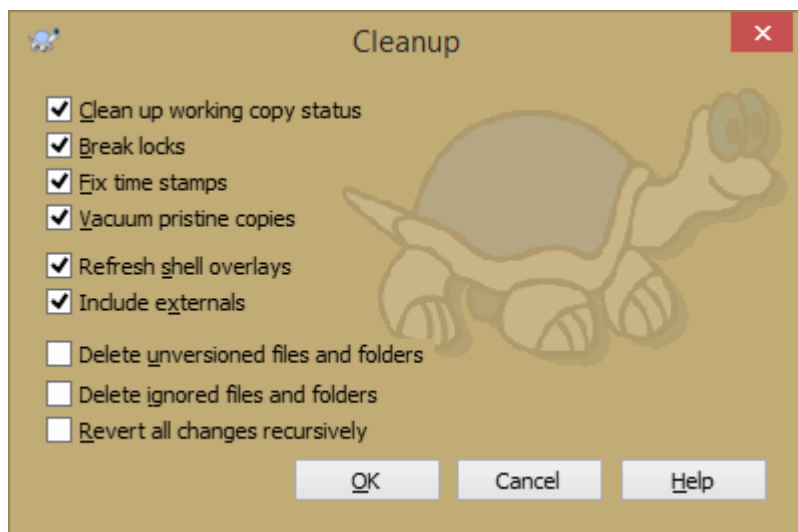 Cleanup
Clean up working copy status
Break locks
Fix time stamps
Vacuum pristine copies
Refresh shell overlays
Include externals
Delete unversioned files and folders
Delete ignored files and folders
Revert all changes recursively
OK Cancel Help